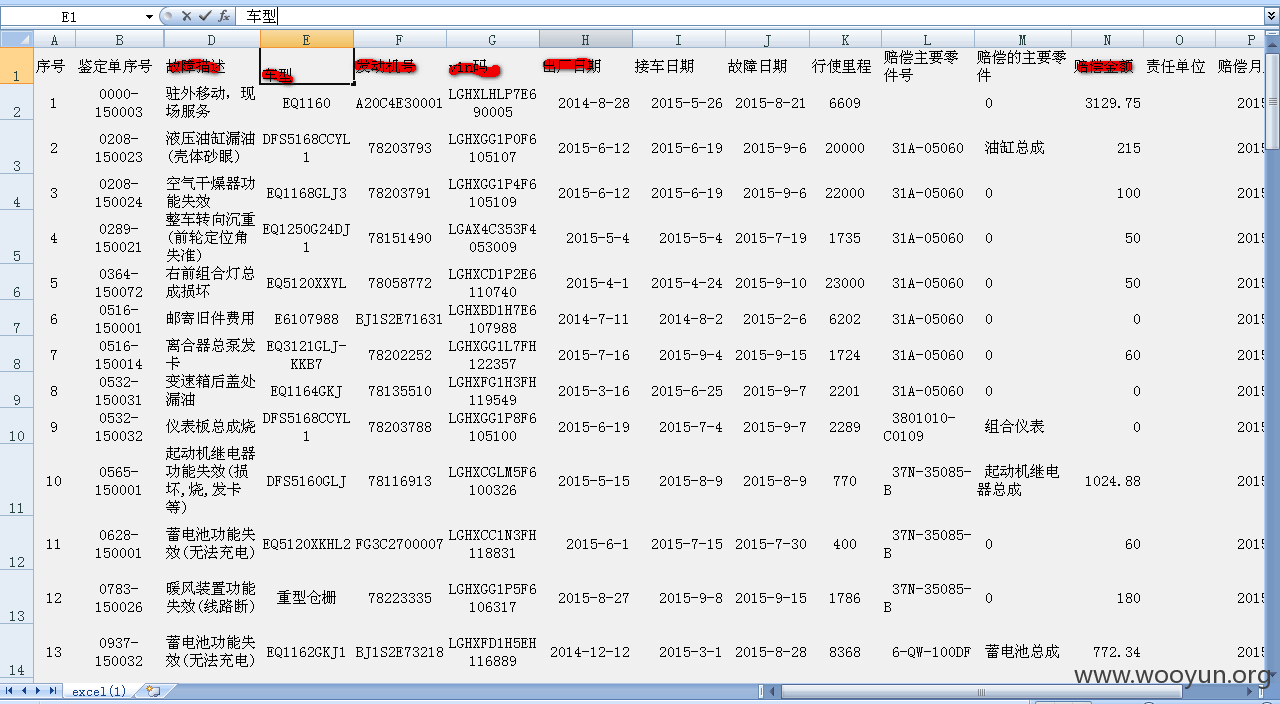 E1 fx 车型
A B D E F G H I J K L M N O P
序号 鉴定单序号 故障描述 车型 发动机号 vin码 出厂日期 接车日期 故障日期 行使里程 赔偿主要零件号 赔偿的主要零件 赔偿金额 责任单位 赔偿月
1 0000-150003 驻外移动，现场服务 EQ1160 A20C4E30001 LGHXLHLP7E690005 2014-8-28 2015-5-26 2015-8-21 6609 0 3129.75 2015
2 0208-150023 液压油缸漏油(壳体砂眼) DFS5168CCYL1 78203793 LGHXGG1P0F6105107 2015-6-12 2015-6-19 2015-9-6 20000 31A-05060 油缸总成 215 2015
3 0208-150024 空气干燥器功能失效 EQ1168GLJ3 78203791 LGHXGG1P4F6105109 2015-6-12 2015-6-19 2015-9-6 22000 31A-05060 0 100 2015
4 0289-150021 整车转向沉重(前轮定位角失准) EQ1250G24DJ1 78151490 LGAX4C353F4053009 2015-5-4 2015-5-4 2015-7-19 1735 31A-05060 0 50 2015
5 0364-150072 右前组合灯总成损坏 EQ5120XXYL 78058772 LGHXCD1P2E6110740 2015-4-1 2015-4-24 2015-9-10 23000 31A-05060 0 50 2015
6 0516-150001 邮寄旧件费用 E6107988 BJ1S2E71631 LGHXBD1H7E6107988 2014-7-11 2014-8-2 2015-2-6 6202 31A-05060 0 0 2015
7 0516-150014 离合器总泵发卡 EQ3121GLJ-KKB7 78202252 LGHXGG1L7FH122357 2015-7-16 2015-9-4 2015-9-15 1724 31A-05060 0 60 2015
8 0532-150031 变速箱后盖处漏油 EQ1164GKJ 78135510 LGHXFG1H3FH119549 2015-3-16 2015-6-25 2015-9-7 2201 31A-05060 0 0 2015
9 0532-150032 仪表板总成烧 DFS5168CCYL1 78203788 LGHXGG1P8F6105100 2015-6-19 2015-7-4 2015-9-7 2289 3801010-C0109 组合仪表 0 2015
10 0565-150001 起动机继电器功能失效(损坏,烧,发卡等) DFS5160GLJ 78116913 LGHXCGLM5F6100326 2015-5-15 2015-8-9 2015-8-9 770 37N-35085-B 起动机继电器总成 1024.88 2015
11 0628-150001 蓄电池功能失效(无法充电) EQ5120XKHL2 FG3C2700007 LGHXCC1N3FH118831 2015-6-1 2015-7-15 2015-7-30 400 37N-35085-B 0 60 2015
12 0783-150026 暖风装置功能失效(线路断) 重型仓栅 78223335 LGHXGG1P5F6106317 2015-8-27 2015-9-8 2015-9-15 1786 37N-35085-B 0 180 2015
13 0937-150032 蓄电池功能失效(无法充电) EQ1162GKJ1 BJ1S2E73218 LGHXFD1H5EH116889 2014-12-12 2015-3-1 2015-8-28 8368 6-QW-100DF 蓄电池总成 772.34 2015
www.wooyun.org
excel(1)